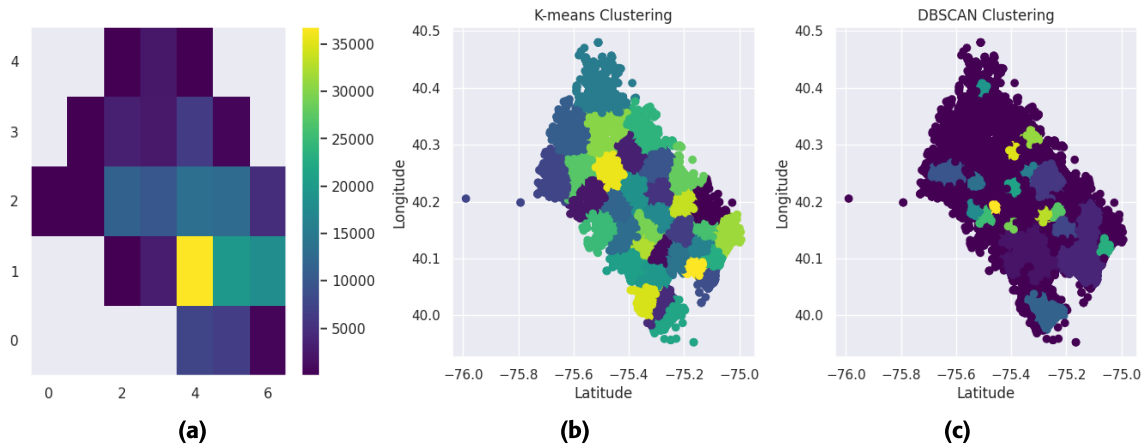 4
3
2
1
0
0 2 4 6
35000
30000
25000
20000
15000
10000
5000
(a)
K-means Clustering
40.5
40.4
40.3
40.2
40.1
40.0
Longitude
−76.0 −75.8 −75.6 −75.4 −75.2 −75.0
Latitude
(b)
DBSCAN Clustering
40.5
40.4
40.3
40.2
40.1
40.0
Longitude
−76.0 −75.8 −75.6 −75.4 −75.2 −75.0
Latitude
(c)